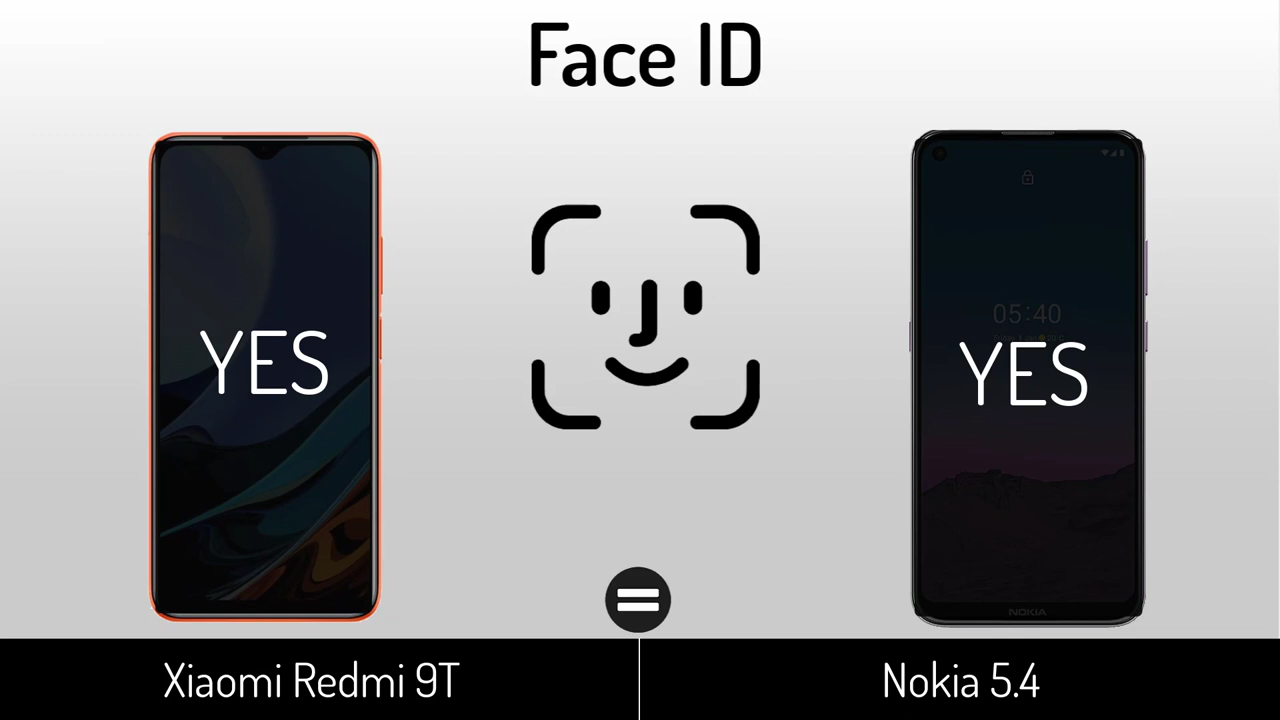 Face ID
YES
05:40
YES
NOKIA
Xiaomi Redmi 9T
Nokia 5.4